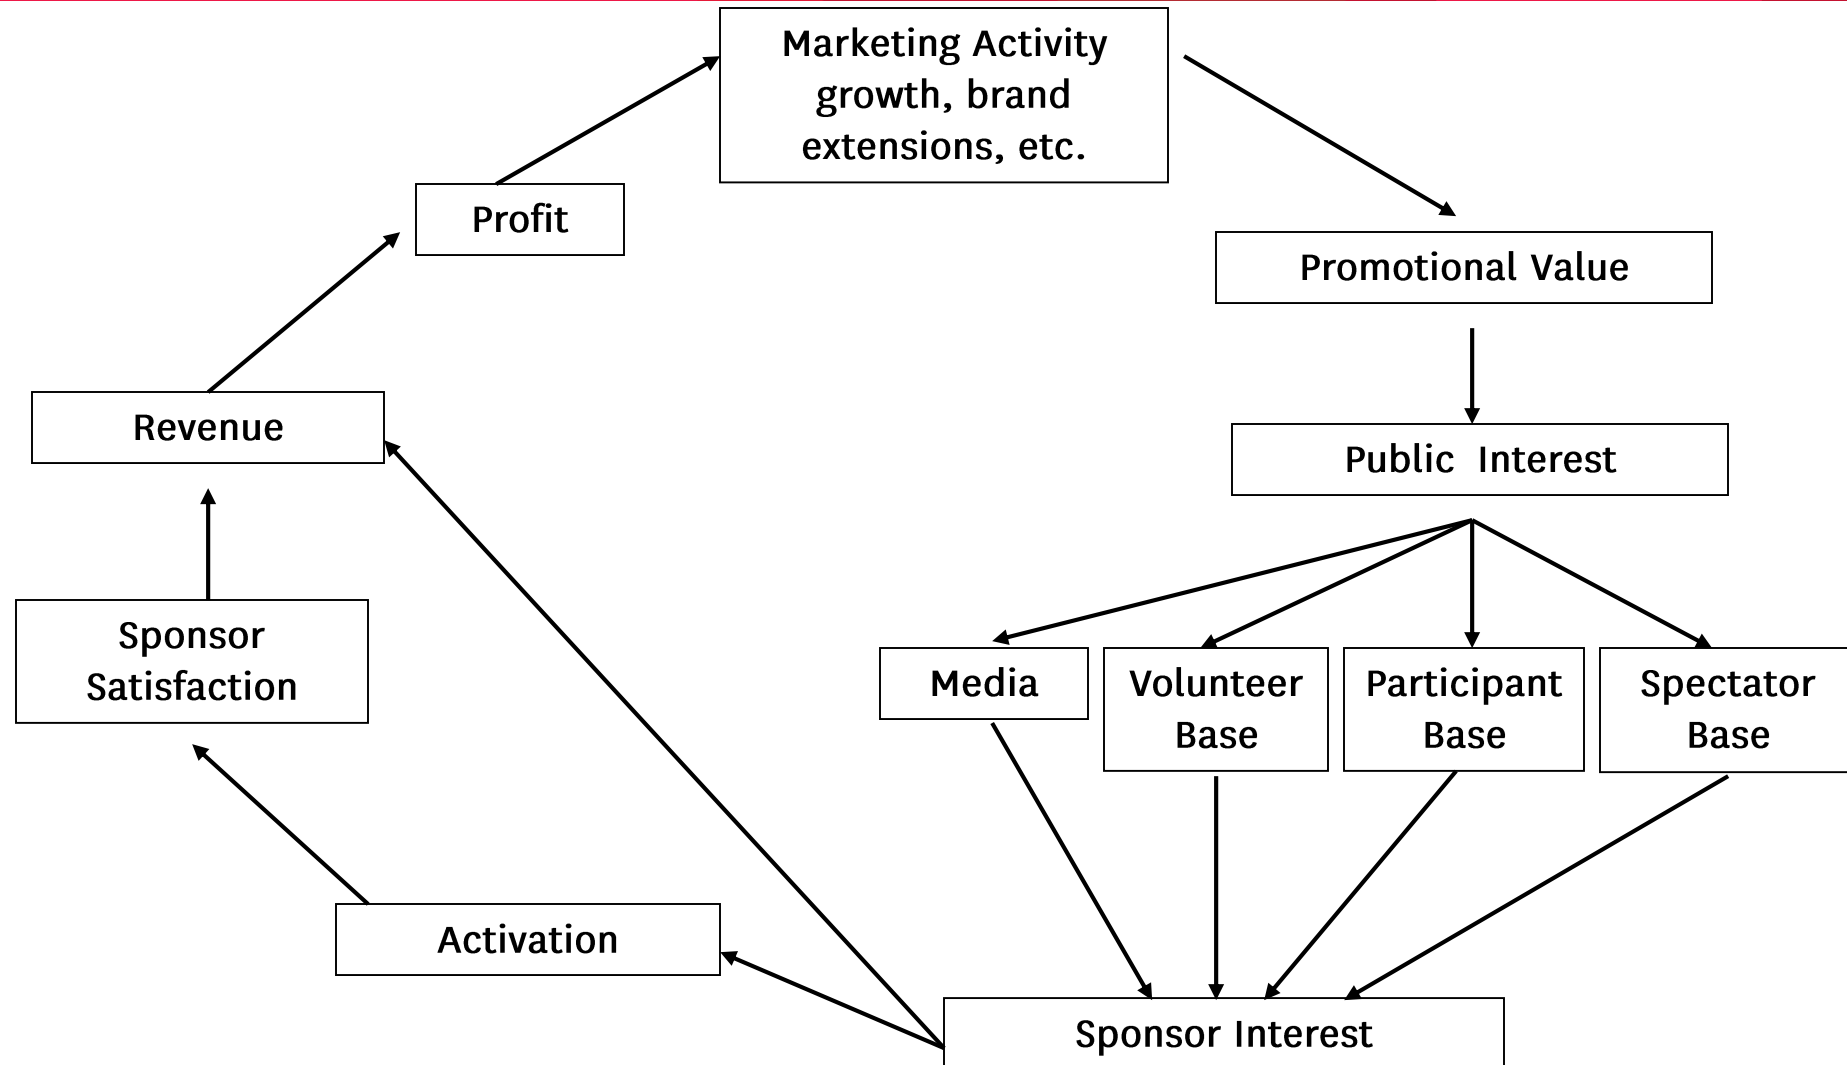 Marketing Activity
growth, brand
extensions, etc.
Profit
Promotional Value
Revenue
Public  Interest
Sponsor
Satisfaction
Media
Volunteer
Base
Participant
Base
Spectator
Base
Activation
Sponsor Interest